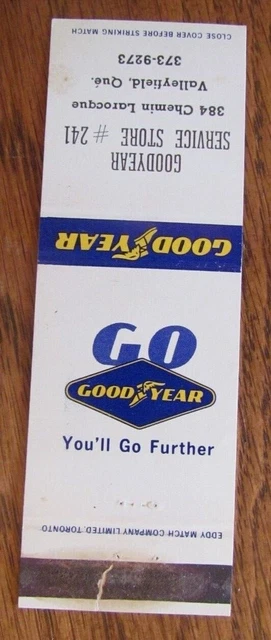 CLOSE COVER BEFORE STRIKING MATCH
GOODYEAR
SERVICE STORE # 241
384 Chemin Larocque
Valleyfield, Qué.
373-9273
GOODYEAR
GO
GOODYEAR
You'll Go Further
EDDY MATCH COMPANY LIMITED, TORONTO